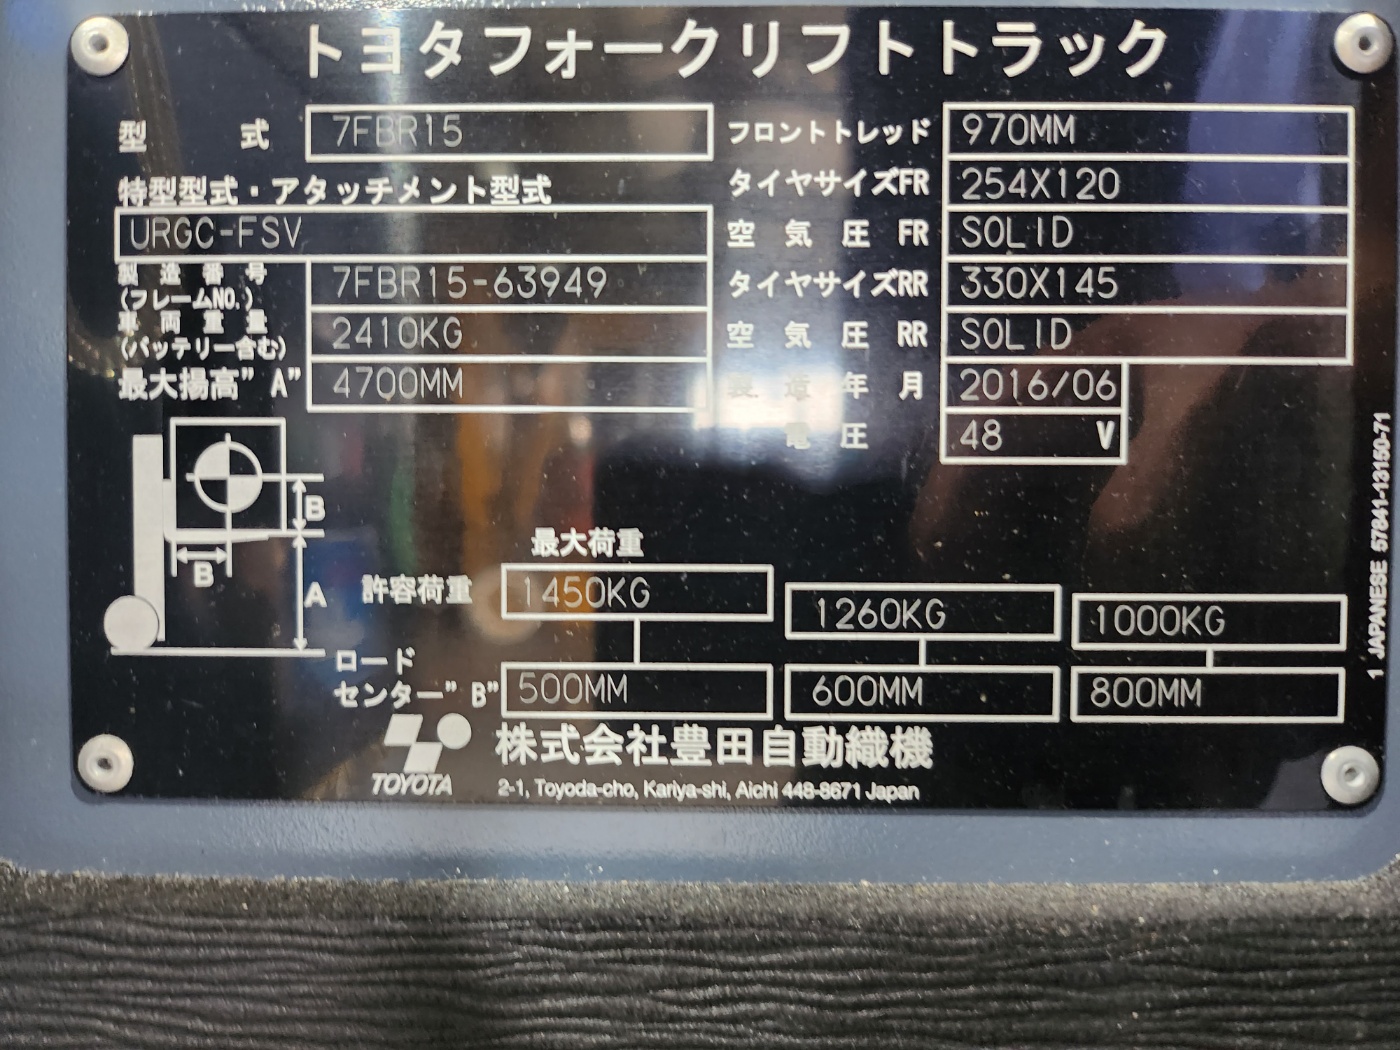 トヨタフォークリフトトラック
型式 7FBR15
特型型式・アタッチメント型式
URGC-FSV
製造番号 (フレームNO.) 7FBR15-63949
車両重量 (バッテリー含む) 2410KG
最大揚高"A" 4700MM
フロントトレッド 970MM
タイヤサイズFR 254X120
空気圧 FR SOLID
タイヤサイズRR 330X145
空気圧 RR SOLID
製造年月 2016/06
電圧 48 V
B
B
A
最大荷重
許容荷重 1450KG 1260KG 1000KG
ロード
センター"B" 500MM 600MM 800MM
株式会社豊田自動織機
TOYOTA 2-1, Toyoda-cho, Kariya-shi, Aichi 448-8671 Japan
1 JAPANESE 57841-13150-71